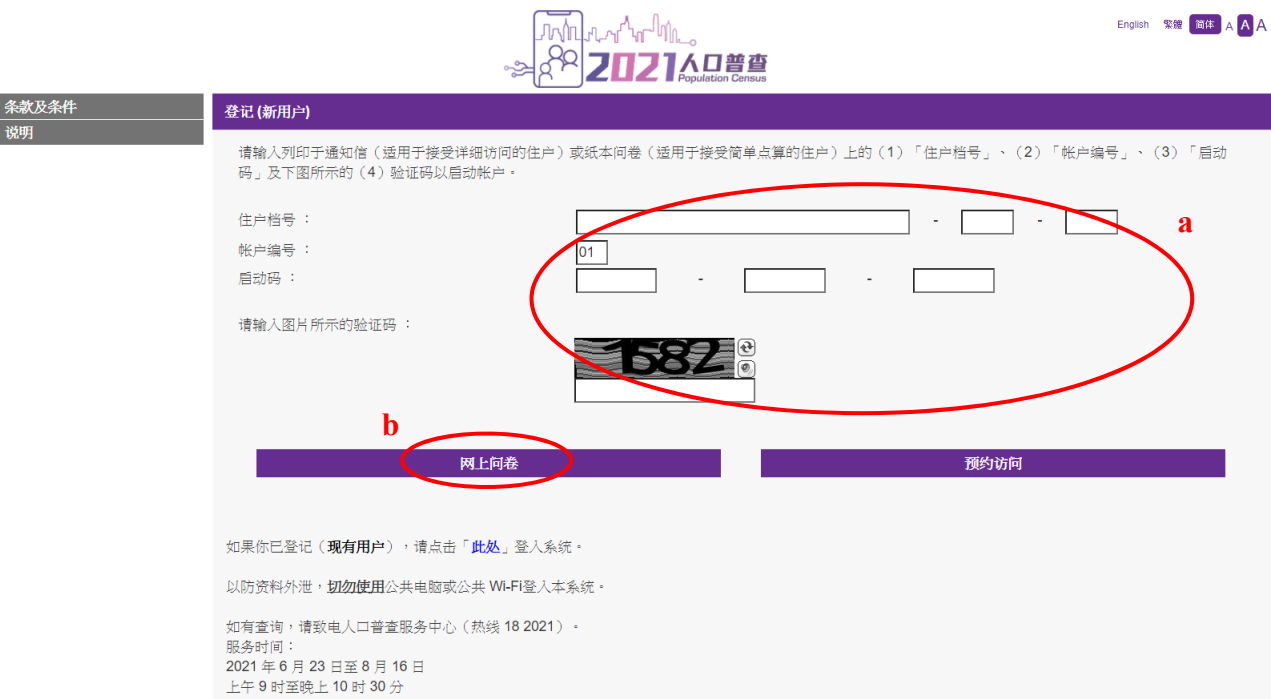 2021人口普查
Population Census
English 繁體 简体 A A A
条款及条件
说明
登记 (新用户)
请输入列印于通知信（适用于接受详细访问的住户）或纸本问卷（适用于接受简单点算的住户）上的（1）「住户档号」、（2）「帐户编号」、（3）「启动
码」及下图所示的（4）验证码以启动帐户。
住户档号 ： - -
a
帐户编号 ： 01
启动码 ： - -
请输入图片所示的验证码 ：
1582
b
网上问卷 预约访问
如果你已登记（现有用户），请点击「此处」登入系统。
以防资料外泄，切勿使用公共电脑或公共 Wi-Fi登入本系统。
如有查询，请致电人口普查服务中心（热线 18 2021）。
服务时间：
2021 年 6 月 23 日至 8 月 16 日
上午 9 时至晚上 10 时 30 分